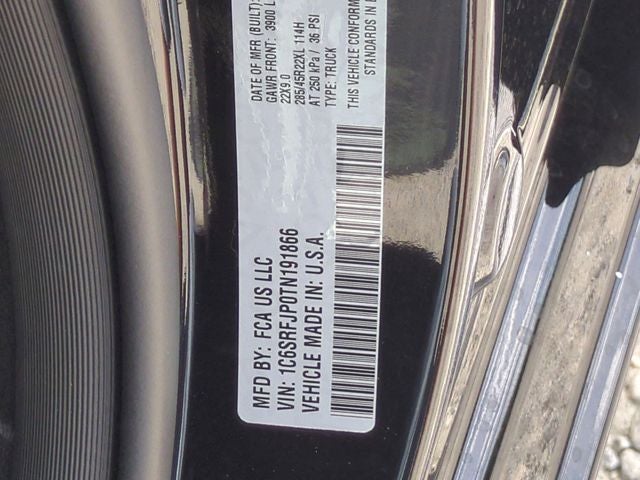 MFD BY: FCA US LLC
VIN: 1C6SRFJP0TN191866
VEHICLE MADE IN: U.S.A.
DATE OF MFR (BUILT):
GAWR FRONT: 3900 L
22X9.0
285/45R22XL 114H
AT 250 kPa / 36 PSI
TYPE: TRUCK
THIS VEHICLE CONFORM
STANDARDS IN